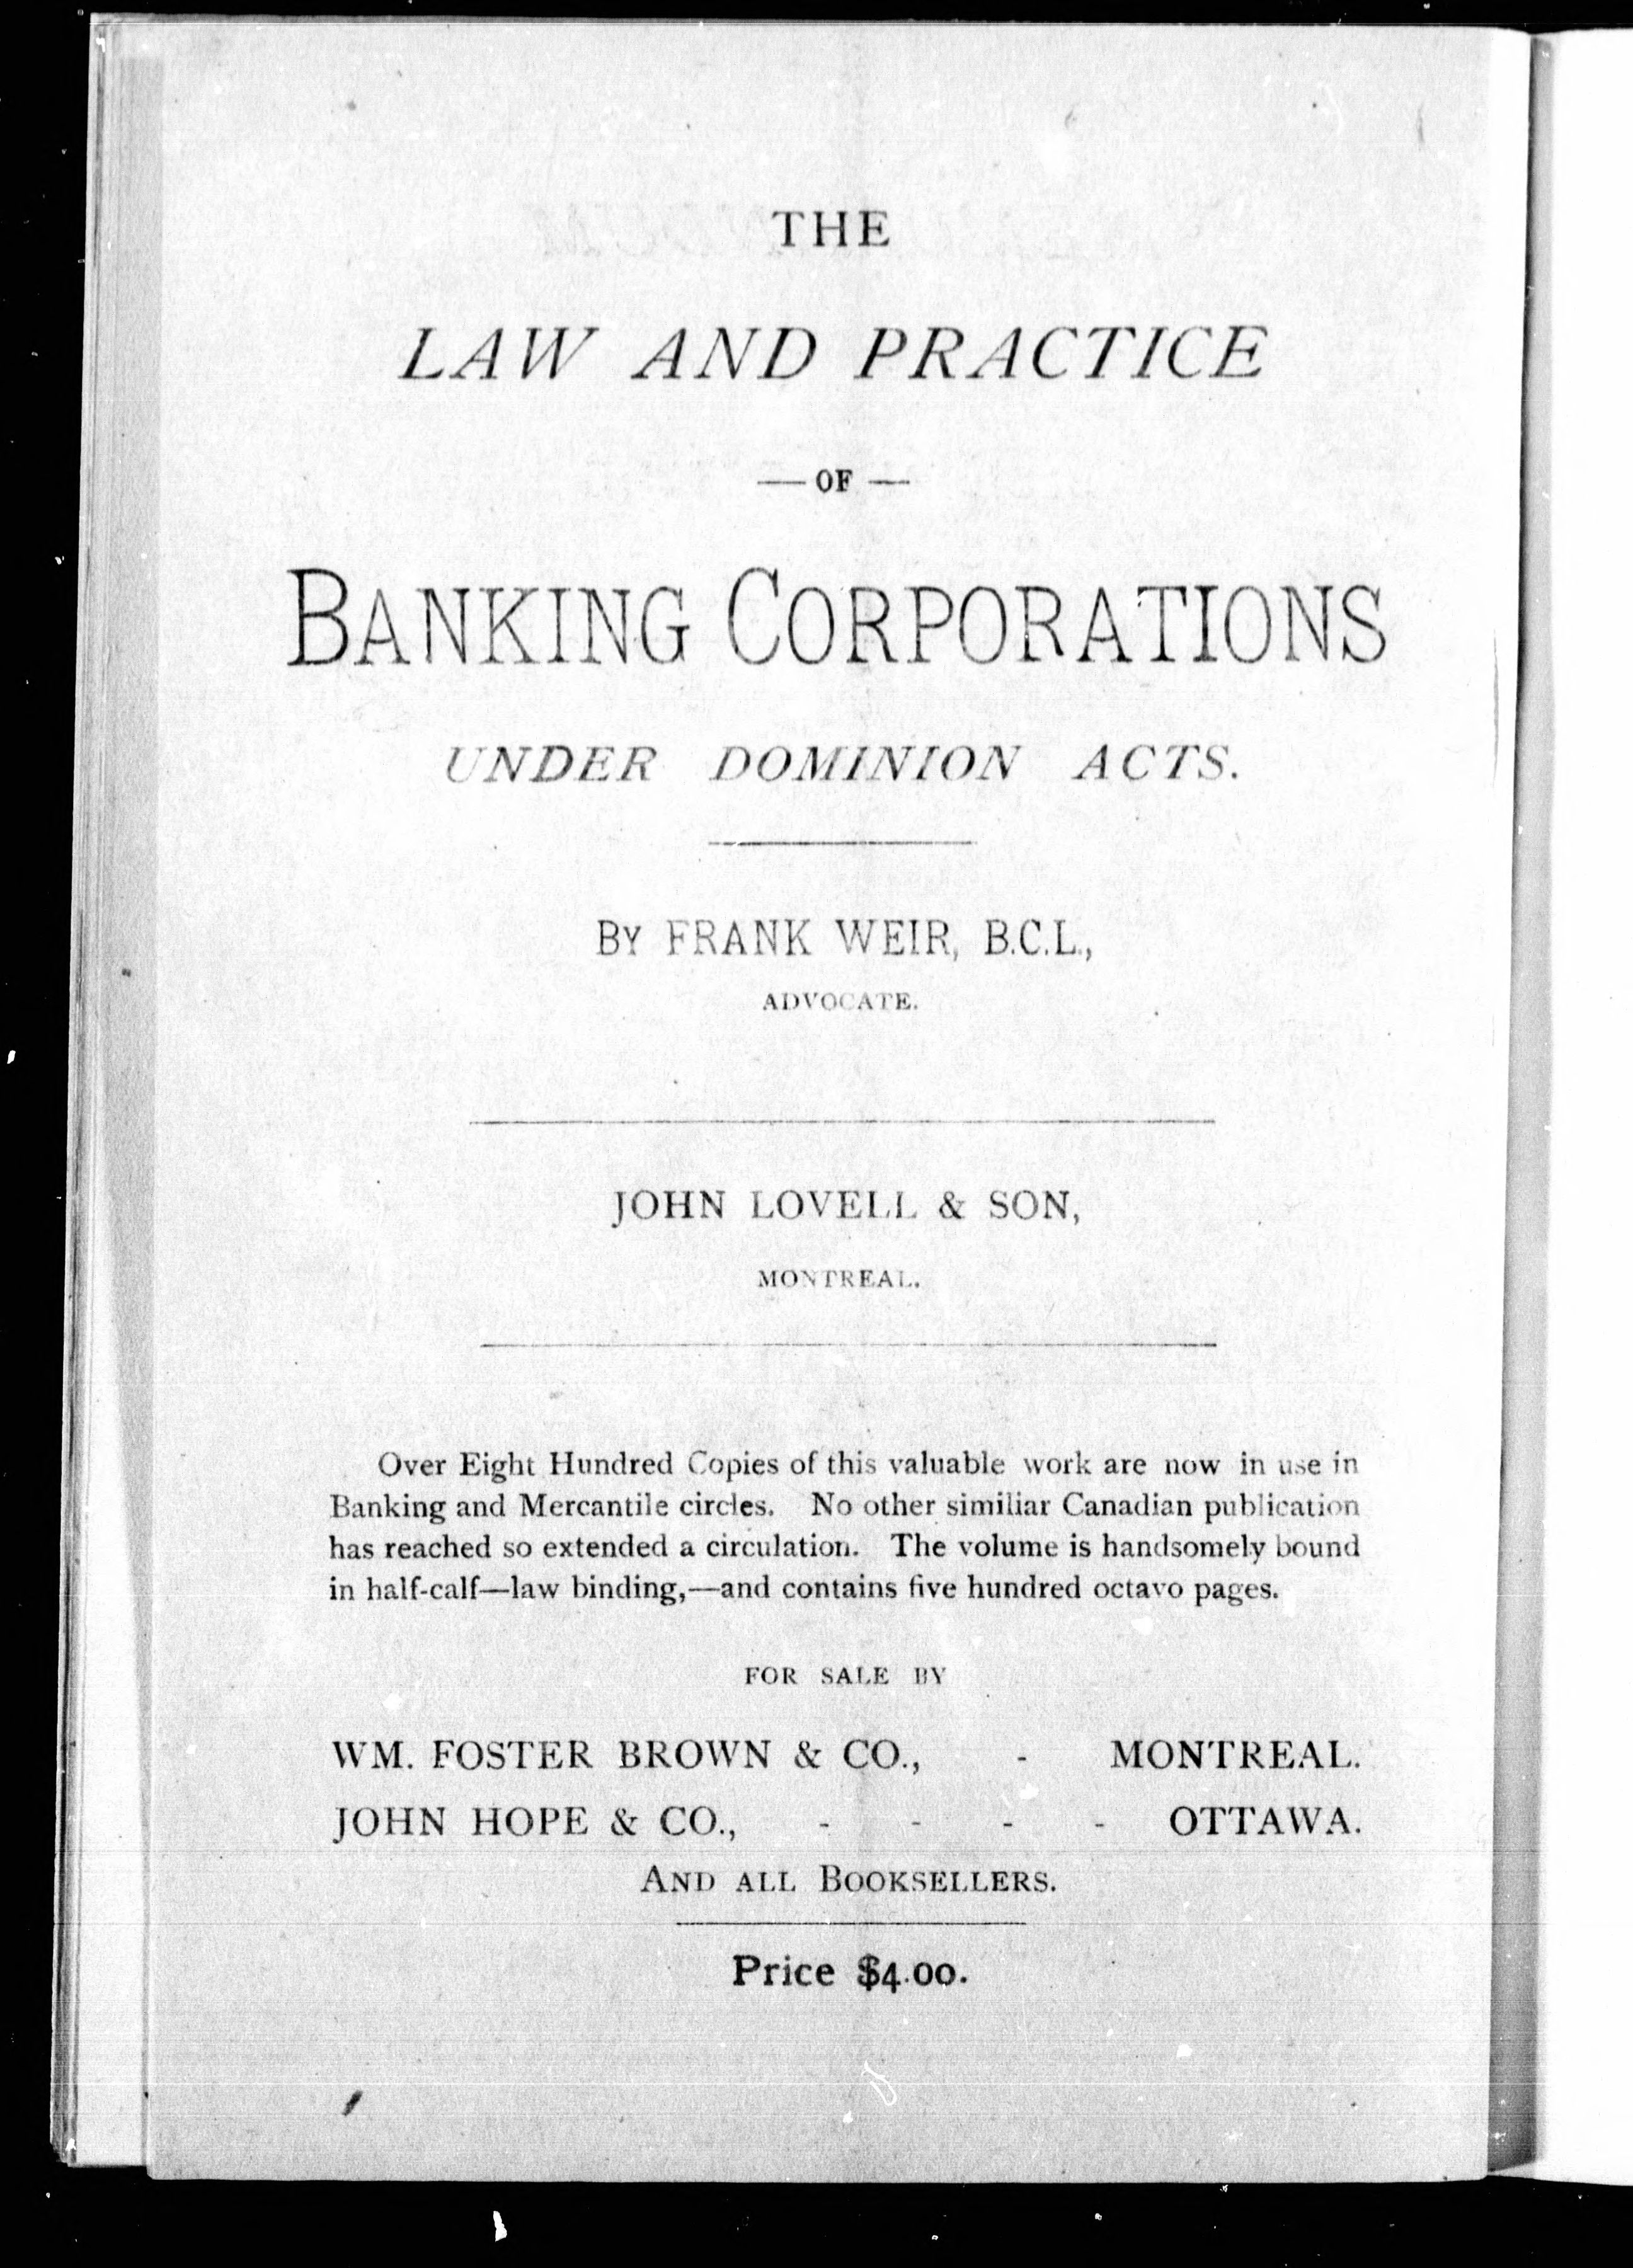 THE
LAW AND PRACTICE
— OF —
BANKING CORPORATIONS
UNDER DOMINION ACTS.
BY FRANK WEIR, B.C.L.,
ADVOCATE.
JOHN LOVELL & SON,
MONTREAL.
Over Eight Hundred Copies of this valuable work are now in use in
Banking and Mercantile circles. No other similiar Canadian publication
has reached so extended a circulation. The volume is handsomely bound
in half-calf—law binding,—and contains five hundred octavo pages.
FOR SALE BY
WM. FOSTER BROWN & CO., - MONTREAL.
JOHN HOPE & CO., - - - - OTTAWA.
AND ALL BOOKSELLERS.
Price $4.00.